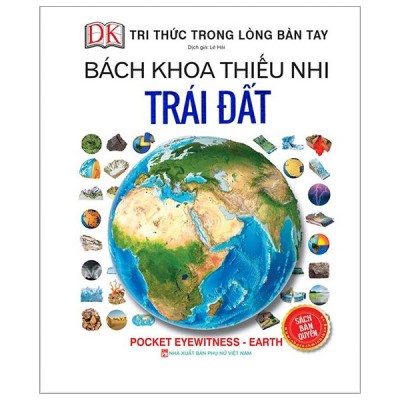 DK TRI THỨC TRONG LÒNG BÀN TAY
Dịch giả: Lê Hải
BÁCH KHOA THIẾU NHI
TRÁI ĐẤT
POCKET EYEWITNESS - EARTH
NHÀ XUẤT BẢN PHỤ NỮ VIỆT NAM
SÁCH BẢN QUYỀN